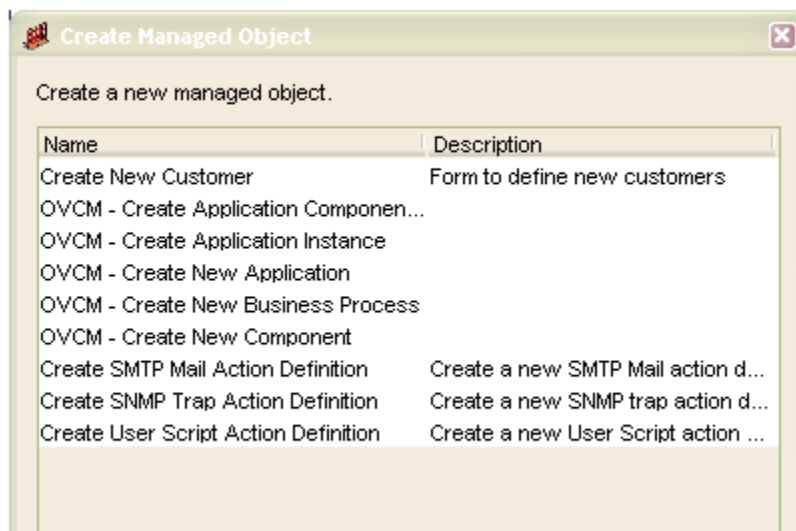 Create Managed Object
Create a new managed object.
Name Description
Create New Customer Form to define new customers
OVCM - Create Application Componen...
OVCM - Create Application Instance
OVCM - Create New Application
OVCM - Create New Business Process
OVCM - Create New Component
Create SMTP Mail Action Definition Create a new SMTP Mail action d...
Create SNMP Trap Action Definition Create a new SNMP trap action d...
Create User Script Action Definition Create a new User Script action ...